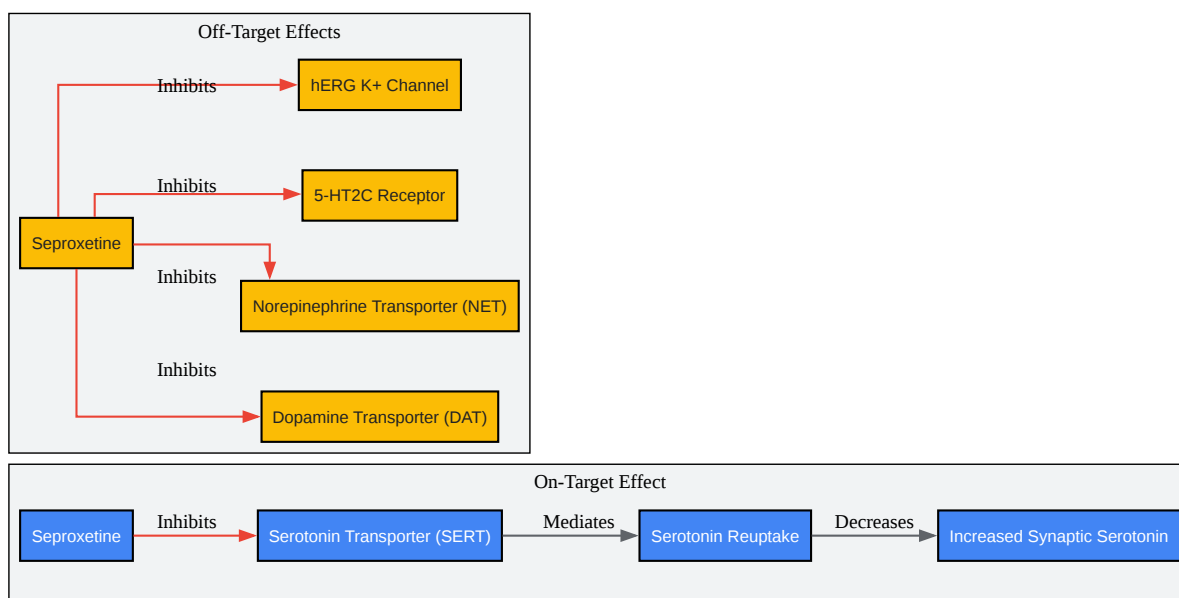 Off-Target Effects
Inhibits
hERG K+ Channel
Inhibits
5-HT2C Receptor
Seproxetine
Inhibits
Norepinephrine Transporter (NET)
Inhibits
Dopamine Transporter (DAT)
On-Target Effect
Seproxetine
Inhibits
Serotonin Transporter (SERT)
Mediates
Serotonin Reuptake
Decreases
Increased Synaptic Serotonin